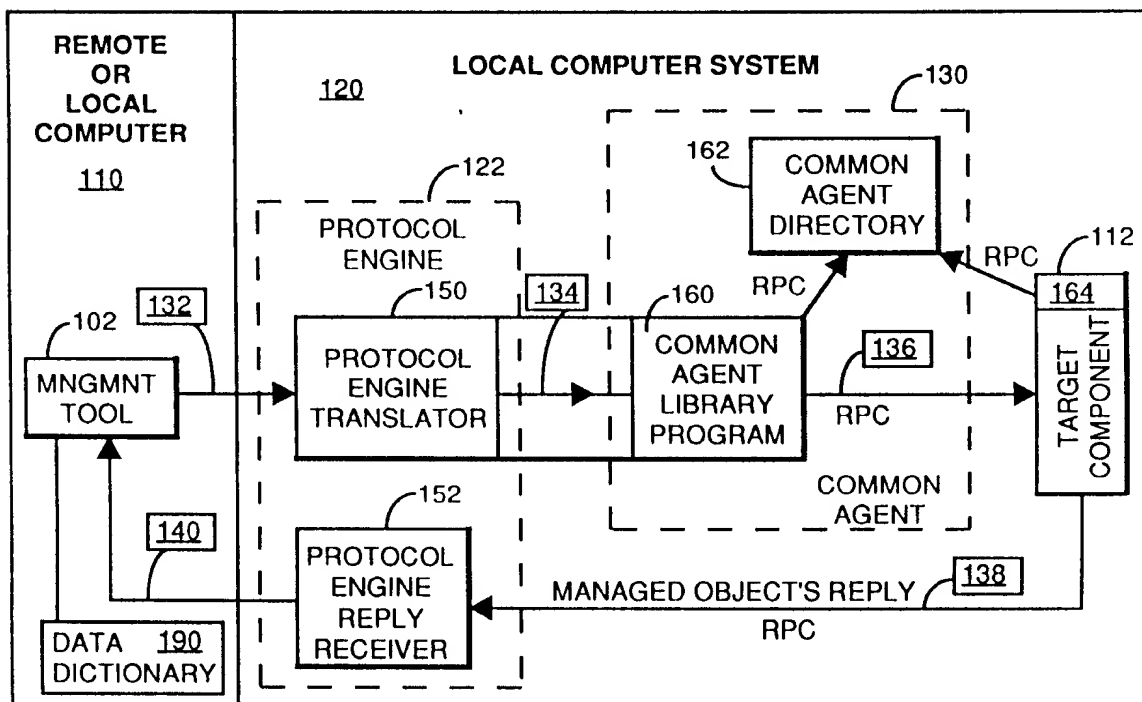 REMOTE
OR
LOCAL
COMPUTER
110
LOCAL COMPUTER SYSTEM
120
130
162
COMMON
AGENT
DIRECTORY
122
PROTOCOL
ENGINE
RPC
RPC
112
164
TARGET
COMPONENT
102
132
MNGMNT
TOOL
150
PROTOCOL
ENGINE
TRANSLATOR
134
160
COMMON
AGENT
LIBRARY
PROGRAM
136
RPC
COMMON
AGENT
140
152
PROTOCOL
ENGINE
REPLY
RECEIVER
MANAGED OBJECT'S REPLY
138
RPC
DATA 190
DICTIONARY